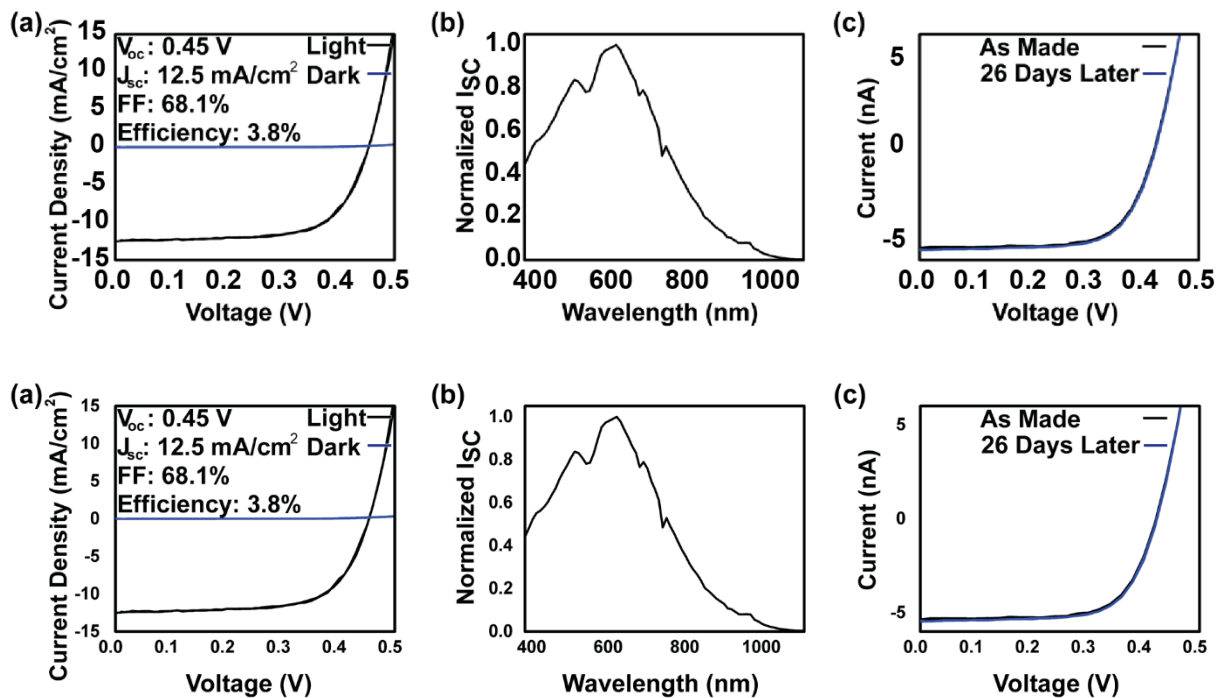 (a)
Current Density (mA/cm²)
15
10
5
0
-5
-10
-15
V_oc: 0.45 V
J_sc: 12.5 mA/cm²
FF: 68.1%
Efficiency: 3.8%
Light
Dark
0.0 0.1 0.2 0.3 0.4 0.5
Voltage (V)
(b)
Normalized I_SC
1.0
0.8
0.6
0.4
0.2
0.0
400 600 800 1000
Wavelength (nm)
(c)
Current (nA)
5
0
-5
As Made
26 Days Later
0.0 0.1 0.2 0.3 0.4 0.5
Voltage (V)
(a)
Current Density (mA/cm²)
15
10
5
0
-5
-10
-15
V_oc: 0.45 V
J_sc: 12.5 mA/cm²
FF: 68.1%
Efficiency: 3.8%
Light
Dark
0.0 0.1 0.2 0.3 0.4 0.5
Voltage (V)
(b)
Normalized I_SC
1.0
0.8
0.6
0.4
0.2
0.0
400 600 800 1000
Wavelength (nm)
(c)
Current (nA)
5
0
-5
As Made
26 Days Later
0.0 0.1 0.2 0.3 0.4 0.5
Voltage (V)